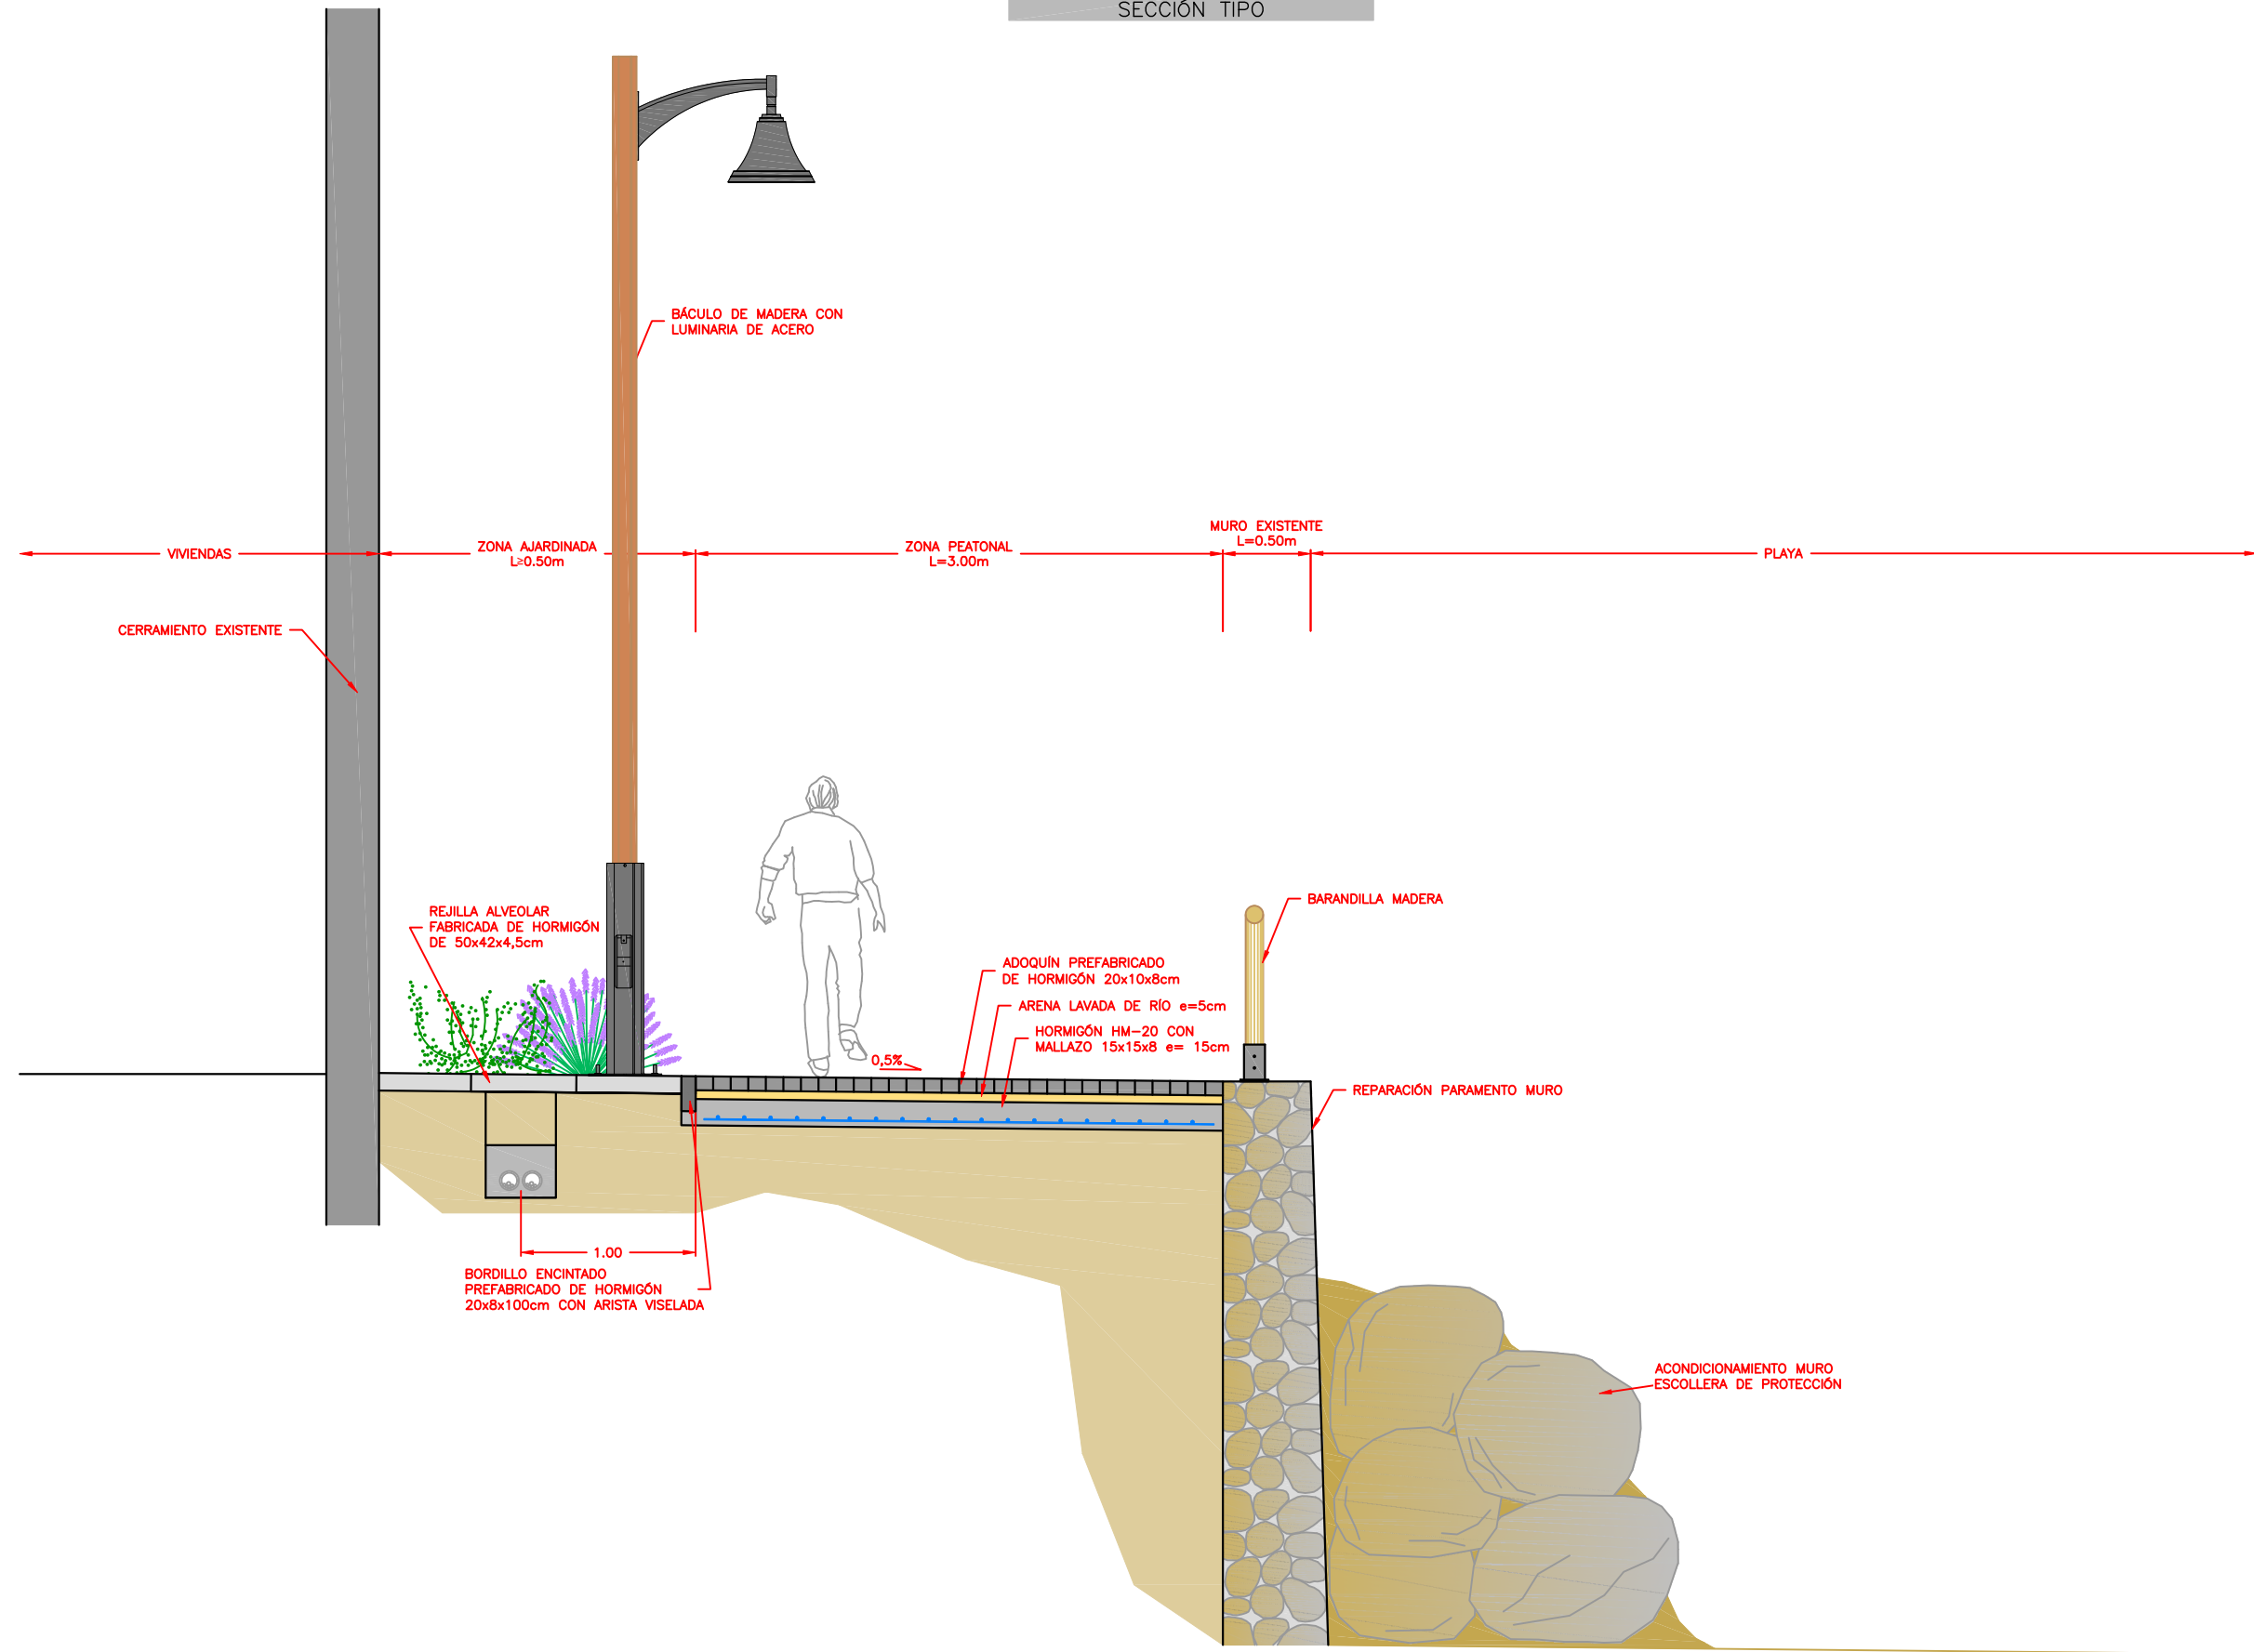 SECCIÓN TIPO
BÁCULO DE MADERA CON
LUMINARIA DE ACERO
VIVIENDAS
ZONA AJARDINADA
L≥0.50m
ZONA PEATONAL
L=3.00m
MURO EXISTENTE
L=0.50m
PLAYA
CERRAMIENTO EXISTENTE
REJILLA ALVEOLAR
FABRICADA DE HORMIGÓN
DE 50x42x4,5cm
BARANDILLA MADERA
ADOQUÍN PREFABRICADO
DE HORMIGÓN 20x10x8cm
ARENA LAVADA DE RÍO e=5cm
HORMIGÓN HM-20 CON
MALLAZO 15x15x8 e= 15cm
0,5%
REPARACIÓN PARAMENTO MURO
1.00
BORDILLO ENCINTADO
PREFABRICADO DE HORMIGÓN
20x8x100cm CON ARISTA VISELADA
ACONDICIONAMIENTO MURO
ESCOLLERA DE PROTECCIÓN